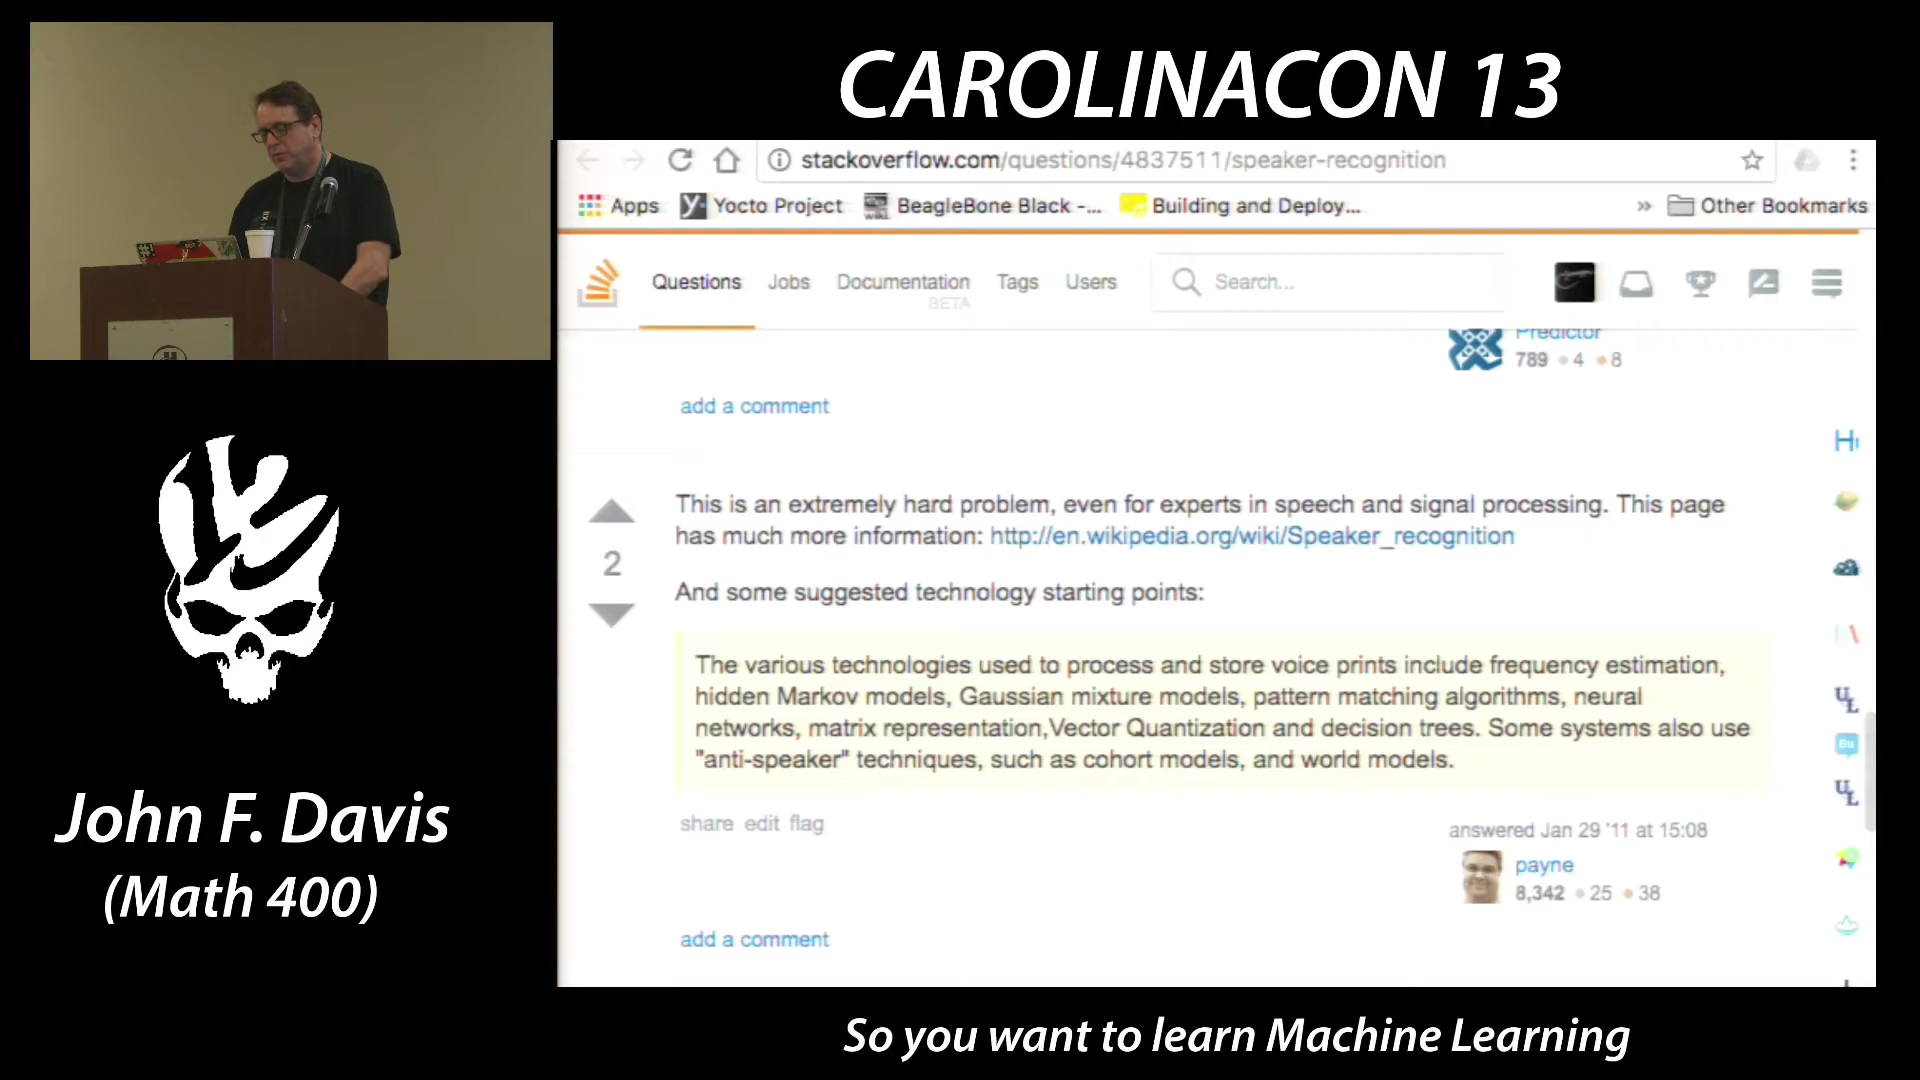 CAROLINACON 13
stackoverflow.com/questions/4837511/speaker-recognition
Apps Yocto Project BeagleBone Black -... Building and Deploy... » Other Bookmarks
Questions Jobs Documentation Tags Users Search...
BETA
Predictor
789 4 8
add a comment
This is an extremely hard problem, even for experts in speech and signal processing. This page
has much more information: http://en.wikipedia.org/wiki/Speaker_recognition
2
And some suggested technology starting points:
The various technologies used to process and store voice prints include frequency estimation,
hidden Markov models, Gaussian mixture models, pattern matching algorithms, neural
networks, matrix representation,Vector Quantization and decision trees. Some systems also use
"anti-speaker" techniques, such as cohort models, and world models.
share edit flag
answered Jan 29 '11 at 15:08
payne
8,342 25 38
add a comment
John F. Davis
(Math 400)
So you want to learn Machine Learning